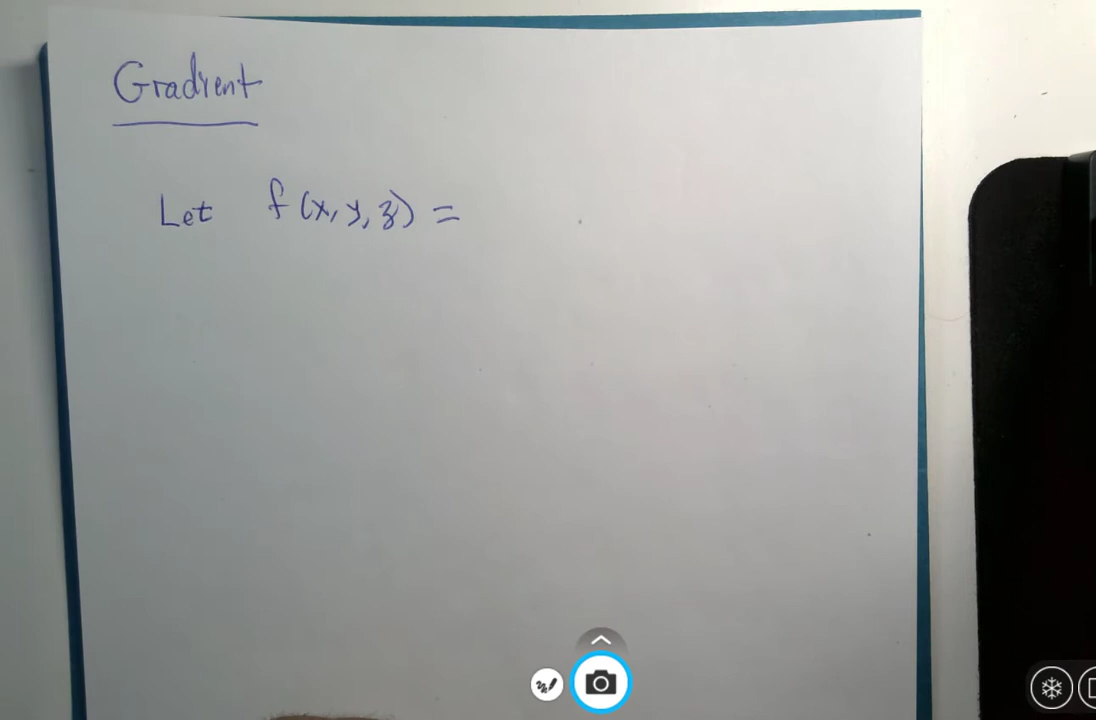 Gradient
Let f(x, y, z) =